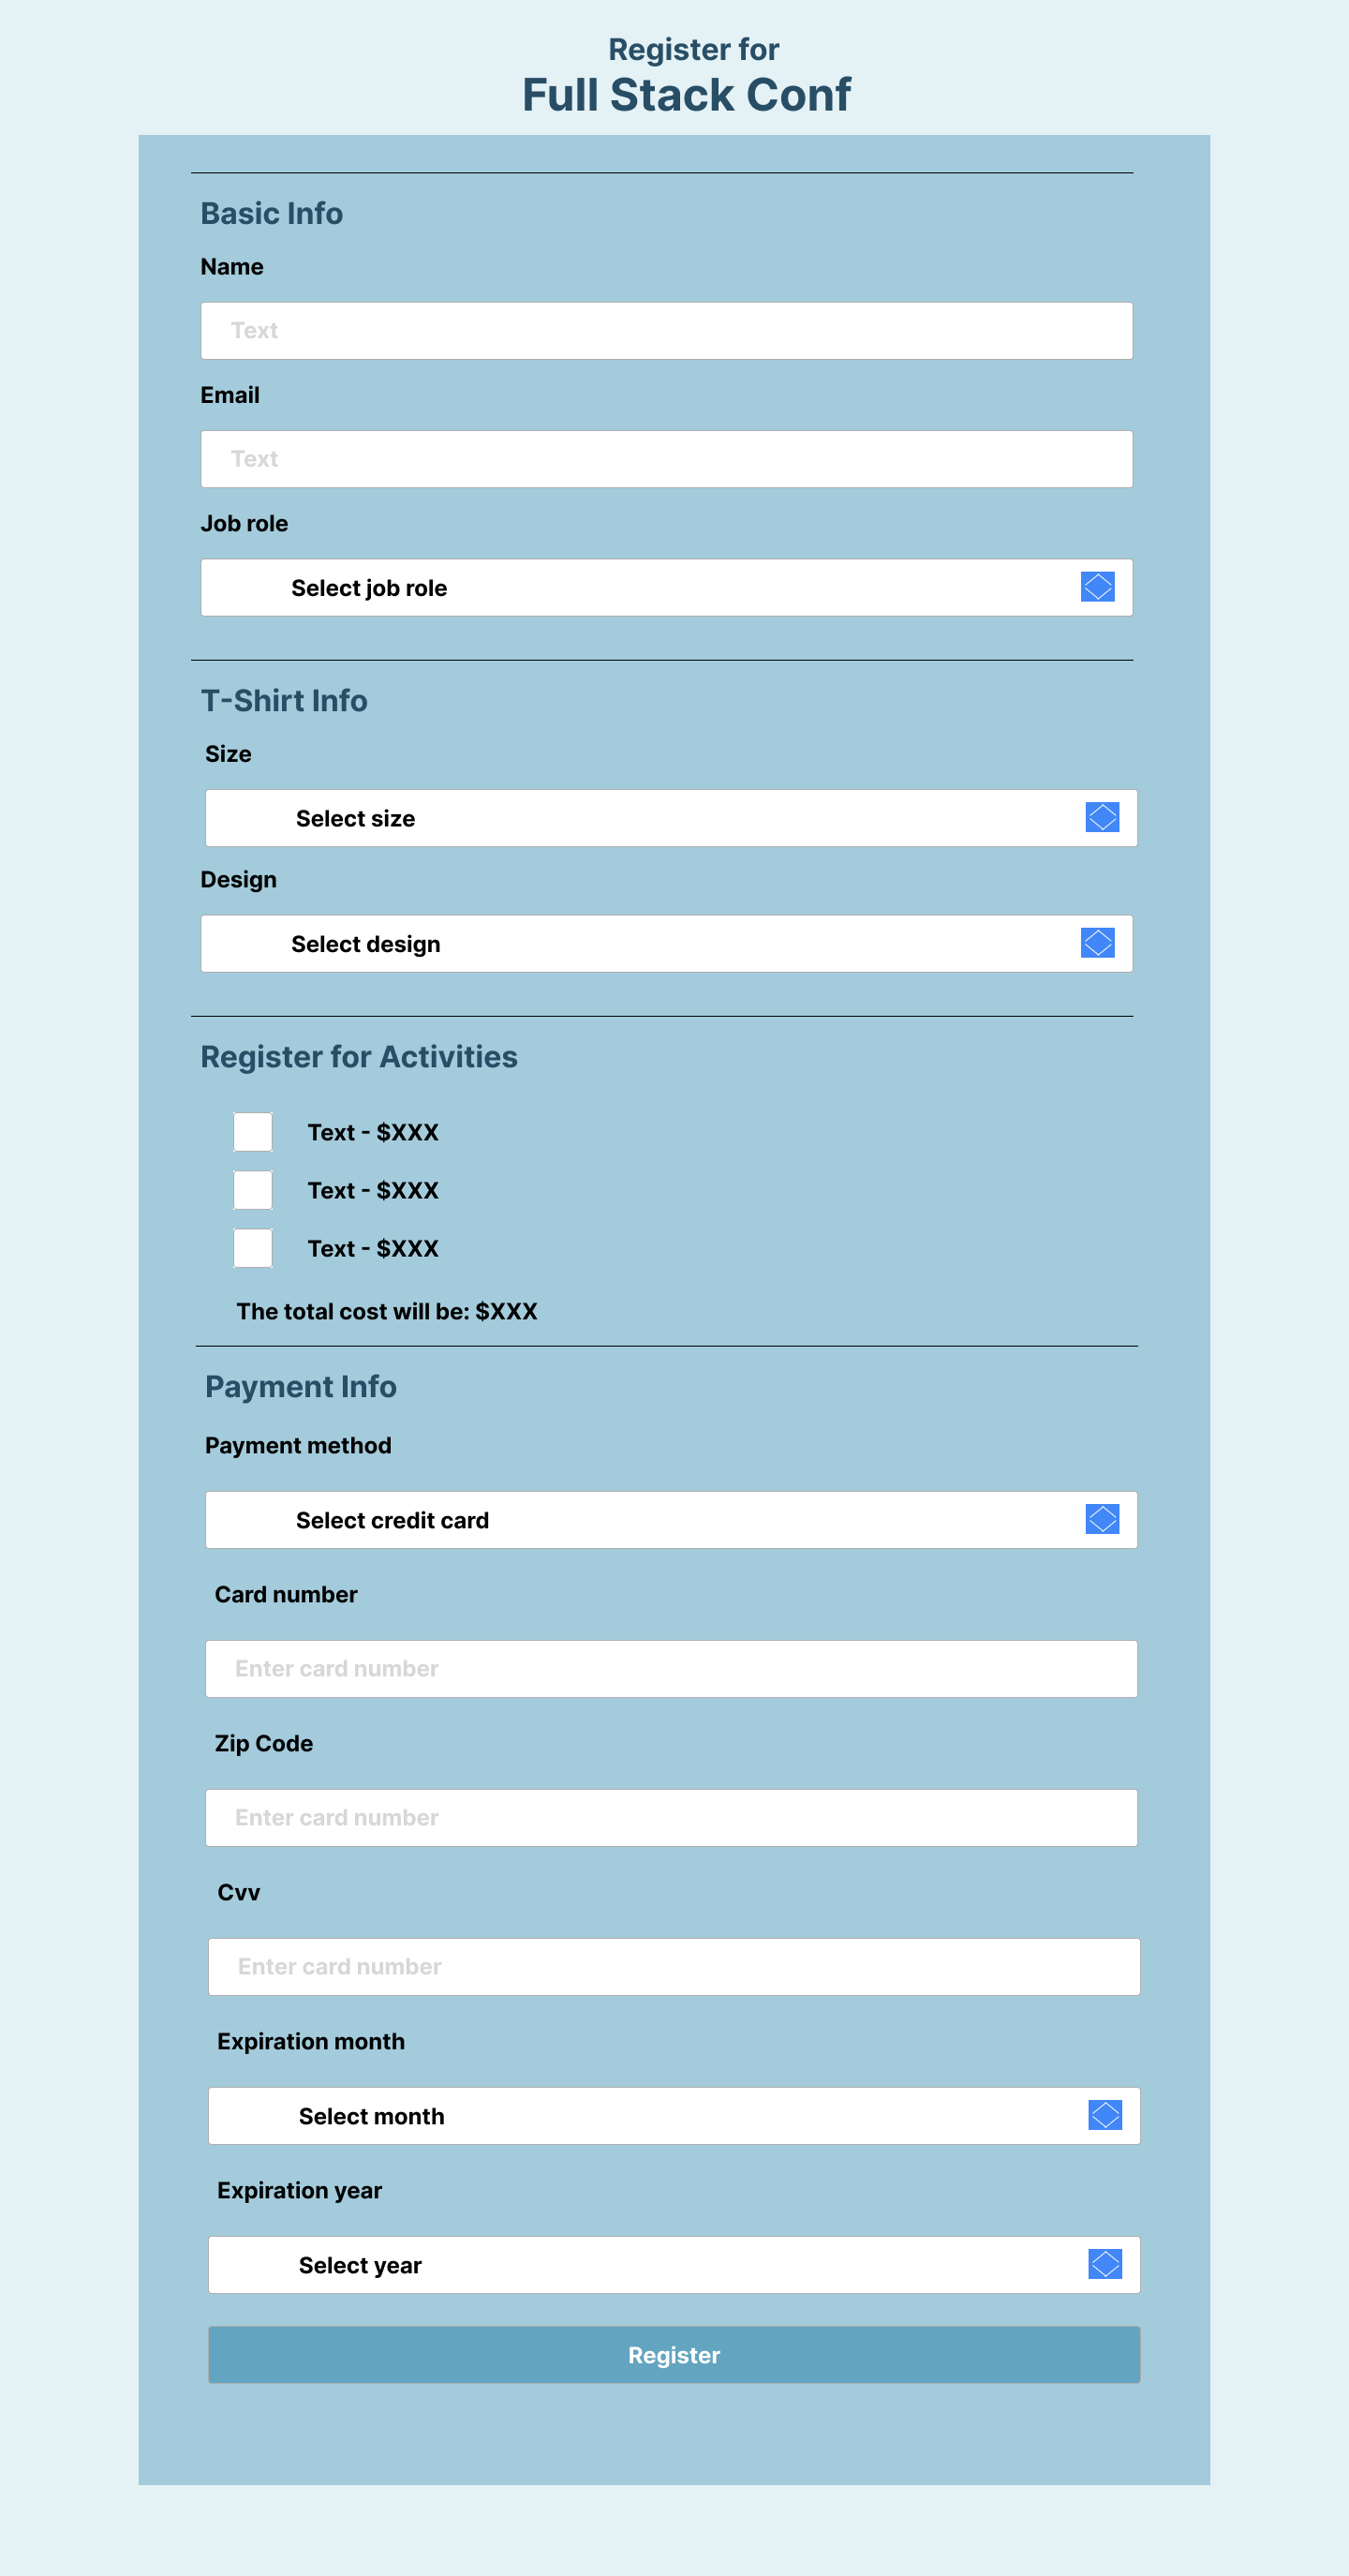 Register for
Full Stack Conf
Basic Info
Name
Text
Email
Text
Job role
Select job role
T-Shirt Info
Size
Select size
Design
Select design
Register for Activities
Text - $XXX
Text - $XXX
Text - $XXX
The total cost will be: $XXX
Payment Info
Payment method
Select credit card
Card number
Enter card number
Zip Code
Enter card number
Cvv
Enter card number
Expiration month
Select month
Expiration year
Select year
Register